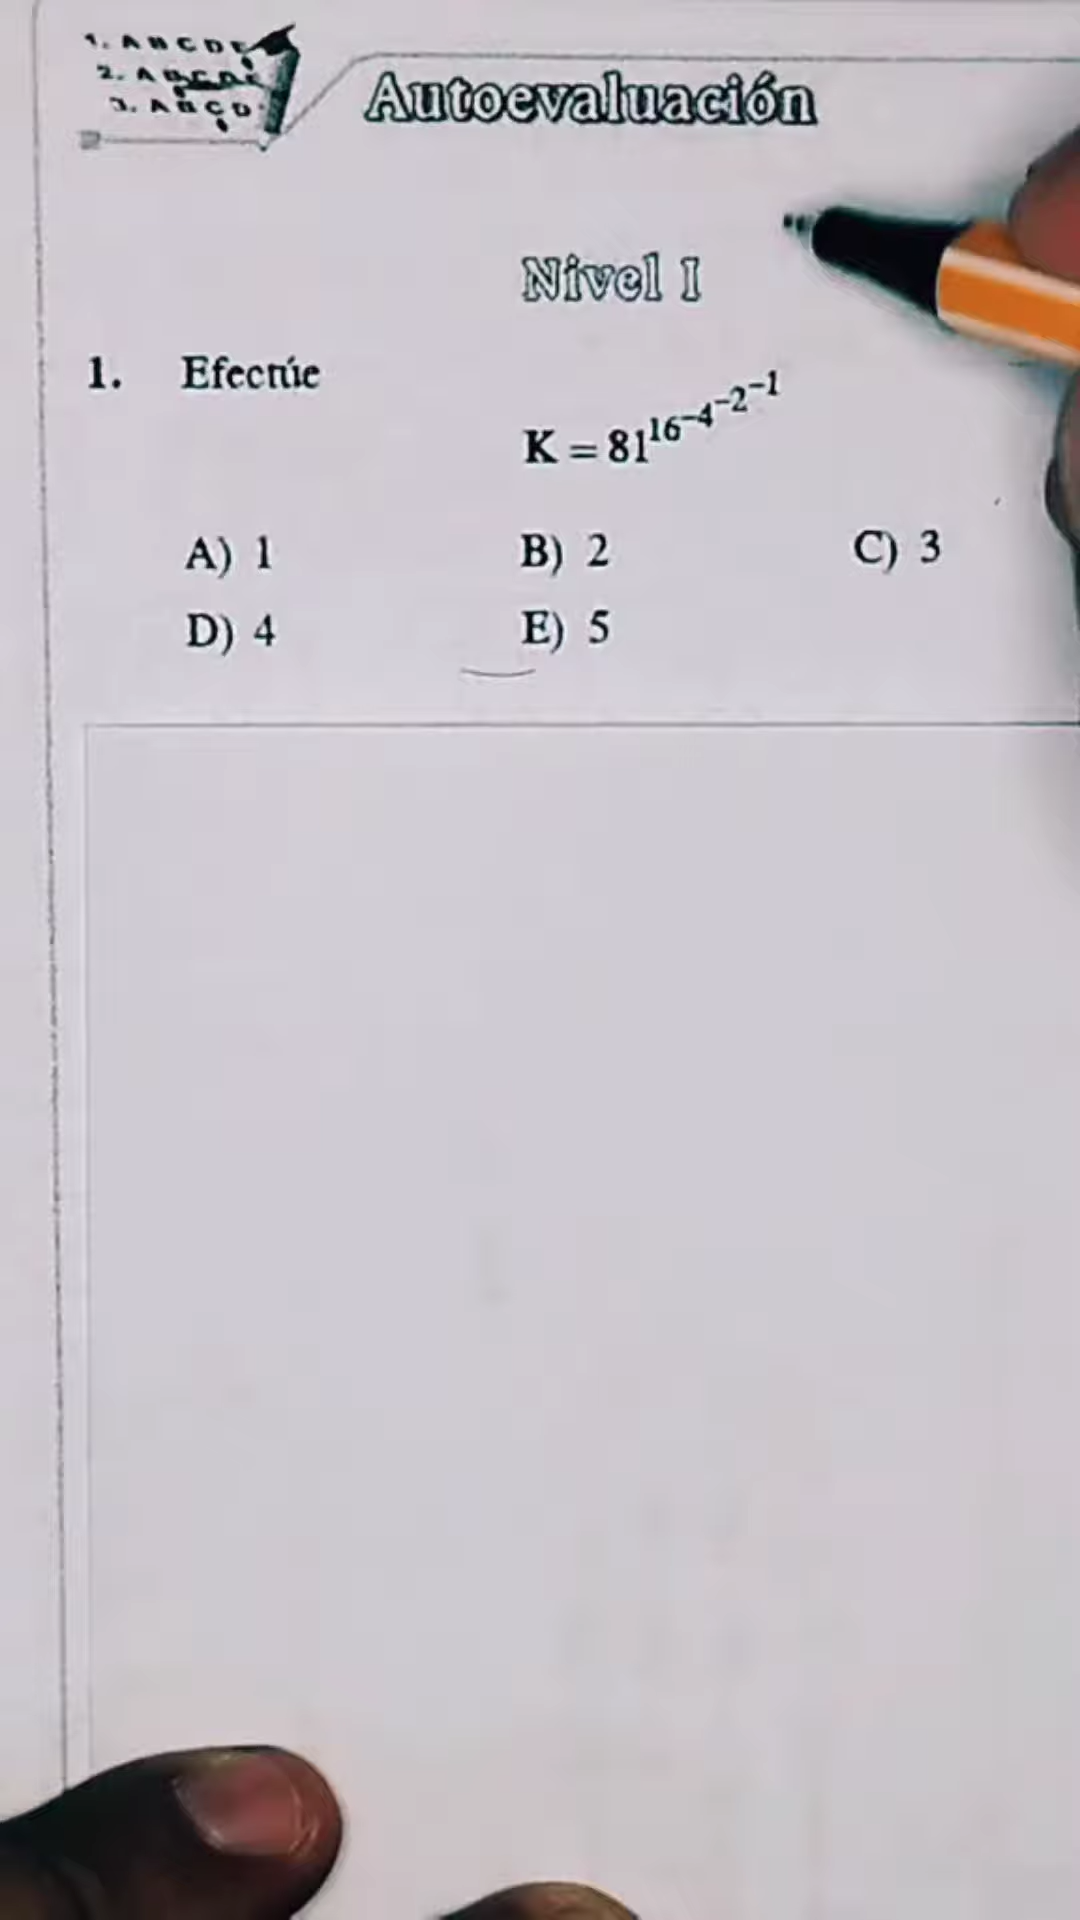 1. A B C D E
2. A B C D E
3. A B C D
Autoevaluación
Nivel I
1. Efectúe
K = 81^16^-4^-2^-1
A) 1 B) 2 C) 3
D) 4 E) 5